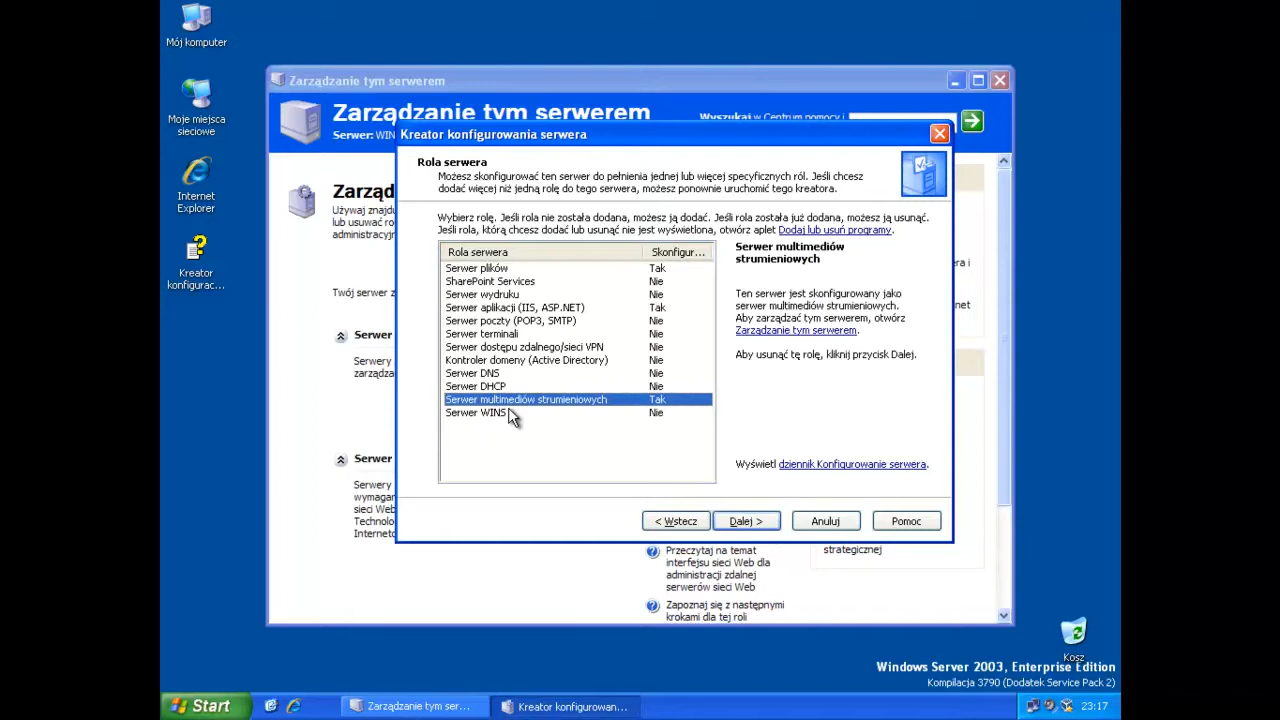 Mój komputer
Moje miejsca
sieciowe
Internet
Explorer
Kreator
konfigurac...
Zarządzanie tym serwerem
Zarządzanie tym serwerem
Serwer: WIN
Wyszukaj w Centrum pomocy i
Zarząd
Używaj znajdu
lub usuwać ro
administracyjn
Twój serwer z
Serwer
Serwery
zarządza
Serwer
Serwery
wymagan
sieci Web
Technolo
Interneto
Kreator konfigurowania serwera
Rola serwera
Możesz skonfigurować ten serwer do pełnienia jednej lub więcej specyficznych ról. Jeśli chcesz
dodać więcej niż jedną rolę do tego serwera, możesz ponownie uruchomić tego kreatora.
Wybierz rolę. Jeśli rola nie została dodana, możesz ją dodać. Jeśli rola została już dodana, możesz ją usunąć.
Jeśli rola, którą chcesz dodać lub usunąć nie jest wyświetlona, otwórz aplet Dodaj lub usuń programy.
Rola serwera Skonfigur...
Serwer plików Tak
SharePoint Services Nie
Serwer wydruku Nie
Serwer aplikacji (IIS, ASP.NET) Tak
Serwer poczty (POP3, SMTP) Nie
Serwer terminali Nie
Serwer dostępu zdalnego/sieci VPN Nie
Kontroler domeny (Active Directory) Nie
Serwer DNS Nie
Serwer DHCP Nie
Serwer multimediów strumieniowych Tak
Serwer WINS Nie
Serwer multimediów
strumieniowych
Ten serwer jest skonfigurowany jako
serwer multimediów strumieniowych.
Aby zarządzać tym serwerem, otwórz
Zarządzanie tym serwerem.
Aby usunąć tę rolę, kliknij przycisk Dalej.
Wyświetl dziennik Konfigurowanie serwera.
< Wstecz
Dalej >
Anuluj
Pomoc
era i
net
strategicznej
Przeczytaj na temat
interfejsu sieci Web dla
administracji zdalnej
serwerów sieci Web
Zapoznaj się z następnymi
krokami dla tej roli
Kosz
Windows Server 2003, Enterprise Edition
Kompilacja 3790 (Dodatek Service Pack 2)
Start
Zarządzanie tym ser...
Kreator konfigurowan...
23:17